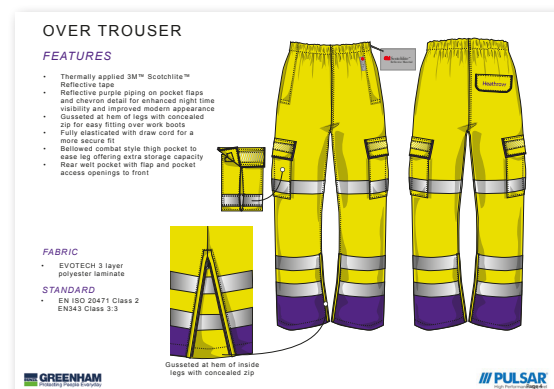 OVER TROUSER
FEATURES
• Thermally applied 3M™ Scotchlite™
Reflective tape
• Reflective purple piping on pocket flaps
and chevron detail for enhanced night time
visibility and improved modern appearance
• Gusseted at hem of legs with concealed
zip for easy fitting over work boots
• Fully elasticated with draw cord for a
more secure fit
• Bellowed combat style thigh pocket to
ease leg offering extra storage capacity
• Rear welt pocket with flap and pocket
access openings to front
Scotchlite™
Heathrow
FABRIC
• EVOTECH 3 layer
polyester laminate
STANDARD
• EN ISO 20471 Class 2
EN343 Class 3:3
Gusseted at hem of inside
legs with concealed zip
GREENHAM
Protecting People Everyday
PULSAR
High Performance
Page 4